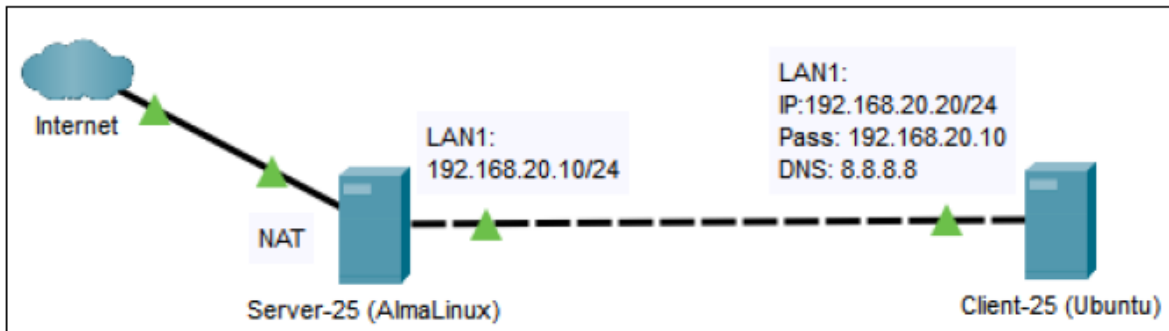 Internet
NAT
Server-25 (AlmaLinux)
LAN1:
192.168.20.10/24
LAN1:
IP:192.168.20.20/24
Pass: 192.168.20.10
DNS: 8.8.8.8
Client-25 (Ubuntu)